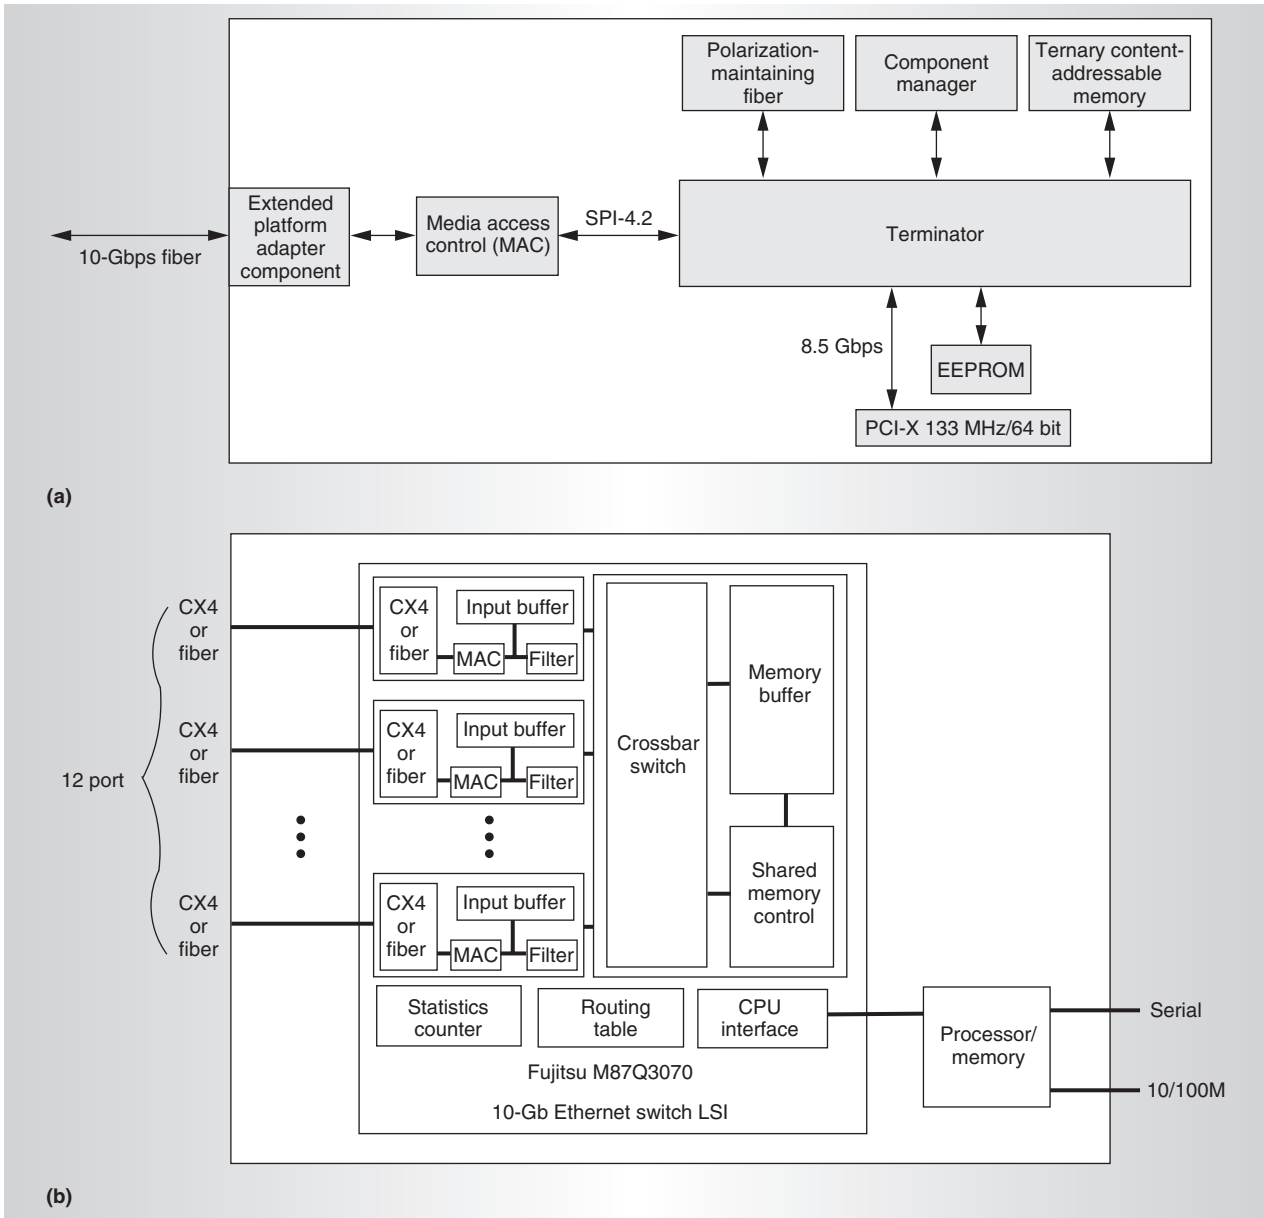 Polarization-
maintaining
fiber
Component
manager
Ternary content-
addressable
memory
Extended
platform
adapter
component
Media access
control (MAC)
SPI-4.2
Terminator
10-Gbps fiber
8.5 Gbps
EEPROM
PCI-X 133 MHz/64 bit
(a)
12 port
CX4
or
fiber
CX4
or
fiber
Input buffer
MAC
Filter
CX4
or
fiber
CX4
or
fiber
Input buffer
MAC
Filter
CX4
or
fiber
CX4
or
fiber
Input buffer
MAC
Filter
Crossbar
switch
Memory
buffer
Shared
memory
control
Statistics
counter
Routing
table
CPU
interface
Processor/
memory
Serial
10/100M
Fujitsu M87Q3070
10-Gb Ethernet switch LSI
(b)